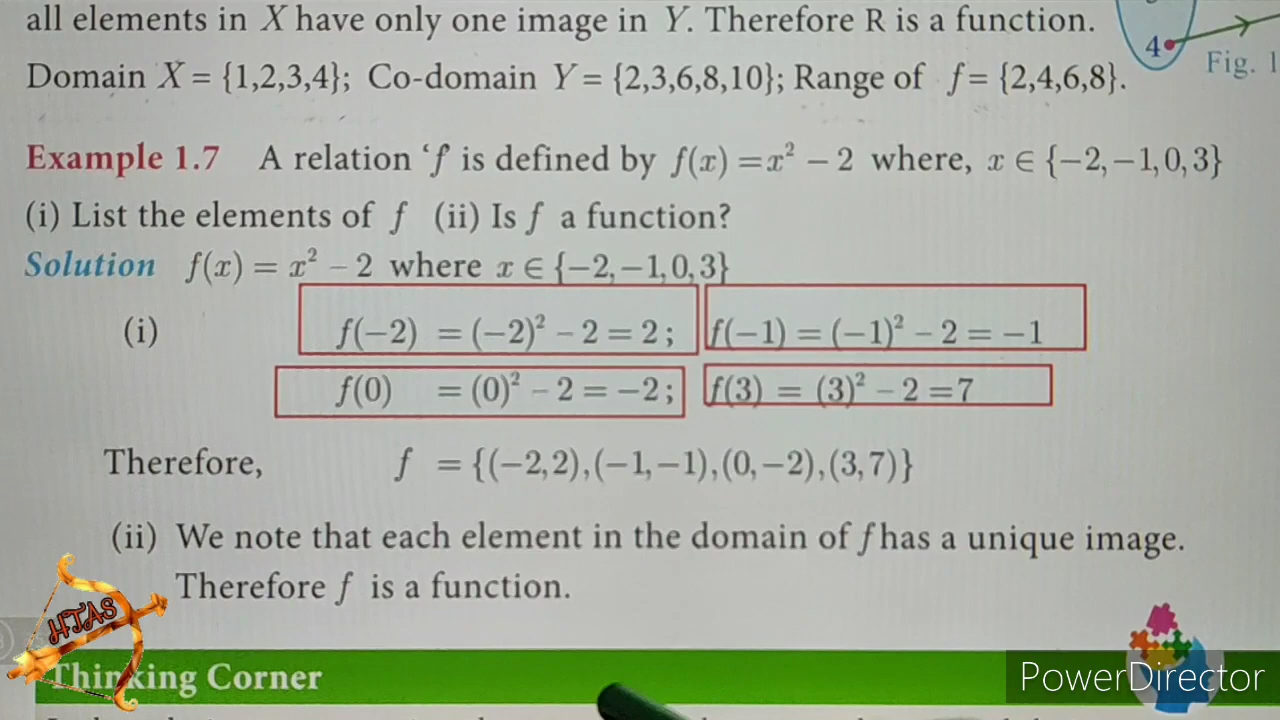 all elements in X have only one image in Y. Therefore R is a function.
4
Fig. 1
Domain X = {1,2,3,4}; Co-domain Y = {2,3,6,8,10}; Range of f = {2,4,6,8}.
Example 1.7 A relation ‘f’ is defined by f(x) = x² − 2 where, x ∈ {−2,−1,0,3}
(i) List the elements of f (ii) Is f a function?
Solution f(x) = x² − 2 where x ∈ {−2,−1,0,3}
(i) f(−2) = (−2)² − 2 = 2; f(−1) = (−1)² − 2 = −1
f(0) = (0)² − 2 = −2; f(3) = (3)² − 2 = 7
Therefore, f = {(−2,2),(−1,−1),(0,−2),(3,7)}
(ii) We note that each element in the domain of f has a unique image.
Therefore f is a function.
HTAS
Thinking Corner
PowerDirector